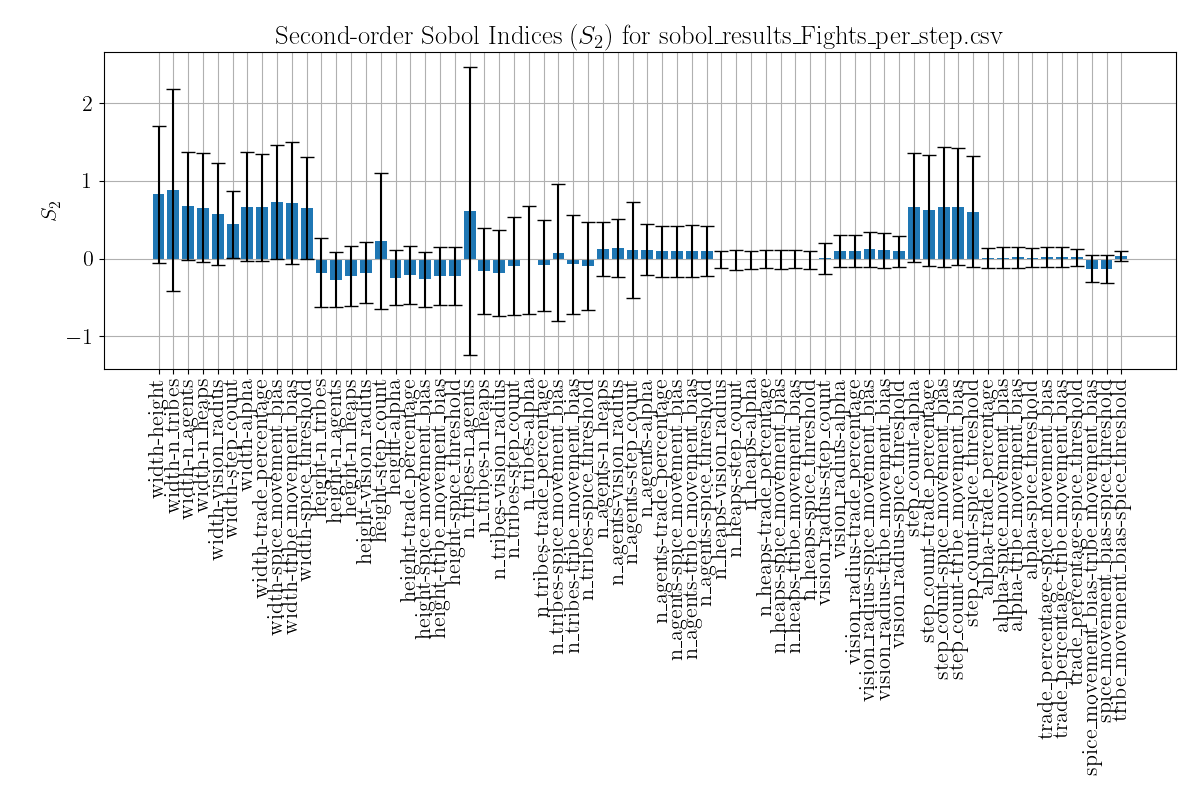 Second-order Sobol Indices (S₂) for sobol_results_Fights_per_step.csv
S₂
2
1
0
−1
width-height
width-n_tribes
width-n_agents
width-n_heaps
width-vision_radius
width-step_count
width-alpha
width-trade_percentage
width-spice_movement_bias
width-tribe_movement_bias
width-spice_threshold
height-n_tribes
height-n_agents
height-n_heaps
height-vision_radius
height-step_count
height-alpha
height-trade_percentage
height-spice_movement_bias
height-tribe_movement_bias
height-spice_threshold
n_tribes-n_agents
n_tribes-n_heaps
n_tribes-vision_radius
n_tribes-step_count
n_tribes-alpha
n_tribes-trade_percentage
n_tribes-spice_movement_bias
n_tribes-tribe_movement_bias
n_tribes-spice_threshold
n_agents-n_heaps
n_agents-vision_radius
n_agents-step_count
n_agents-alpha
n_agents-trade_percentage
n_agents-spice_movement_bias
n_agents-tribe_movement_bias
n_agents-spice_threshold
n_heaps-vision_radius
n_heaps-step_count
n_heaps-alpha
n_heaps-trade_percentage
n_heaps-spice_movement_bias
n_heaps-tribe_movement_bias
n_heaps-spice_threshold
vision_radius-step_count
vision_radius-alpha
vision_radius-trade_percentage
vision_radius-spice_movement_bias
vision_radius-tribe_movement_bias
vision_radius-spice_threshold
step_count-alpha
step_count-trade_percentage
step_count-spice_movement_bias
step_count-tribe_movement_bias
step_count-spice_threshold
alpha-trade_percentage
alpha-spice_movement_bias
alpha-tribe_movement_bias
alpha-spice_threshold
trade_percentage-spice_movement_bias
trade_percentage-tribe_movement_bias
trade_percentage-spice_threshold
spice_movement_bias-tribe_movement_bias
spice_movement_bias-spice_threshold
tribe_movement_bias-spice_threshold